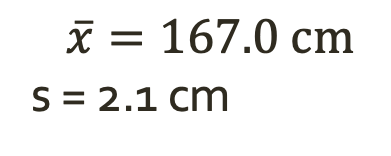 x̄ = 167.0 cm
s = 2.1 cm